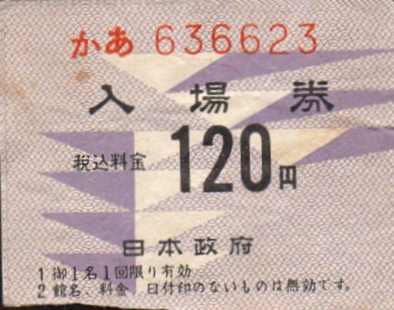 かあ 636623
入場券
税込料金 120円
日本政府
1 御1名1回限り有効
2 館名、料金、日付印のないものは無効です。